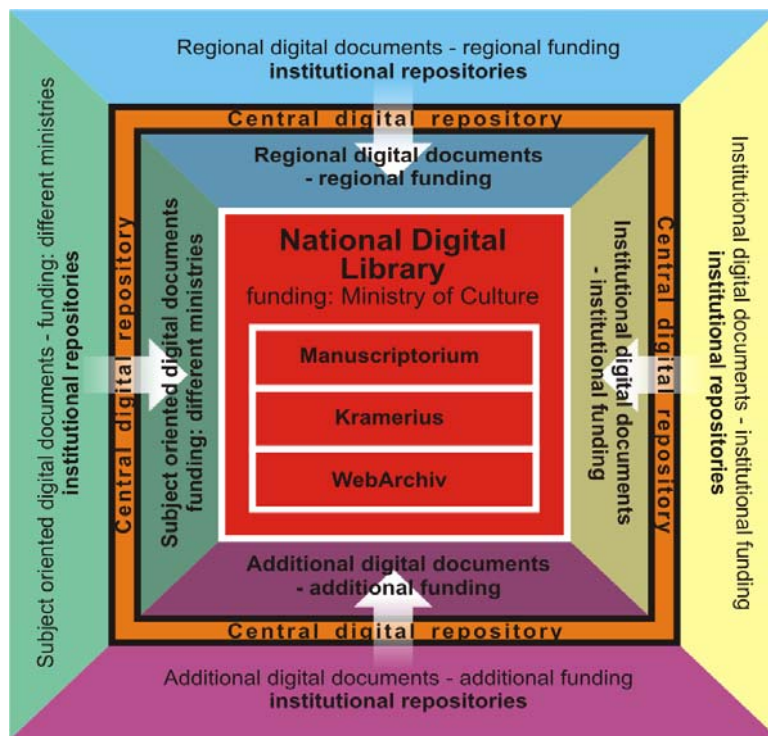 Regional digital documents - regional funding
institutional repositories
Central digital repository
Regional digital documents
- regional funding
Subject oriented digital documents - funding: different ministries
institutional repositories
Central digital repository
Subject oriented digital documents
funding: different ministries
National Digital
Library
funding: Ministry of Culture
Manuscriptorium
Kramerius
WebArchiv
Institutional digital documents
- institutional funding
Central digital repository
Institutional digital documents - institutional funding
institutional repositories
Additional digital documents
- additional funding
Central digital repository
Additional digital documents - additional funding
institutional repositories